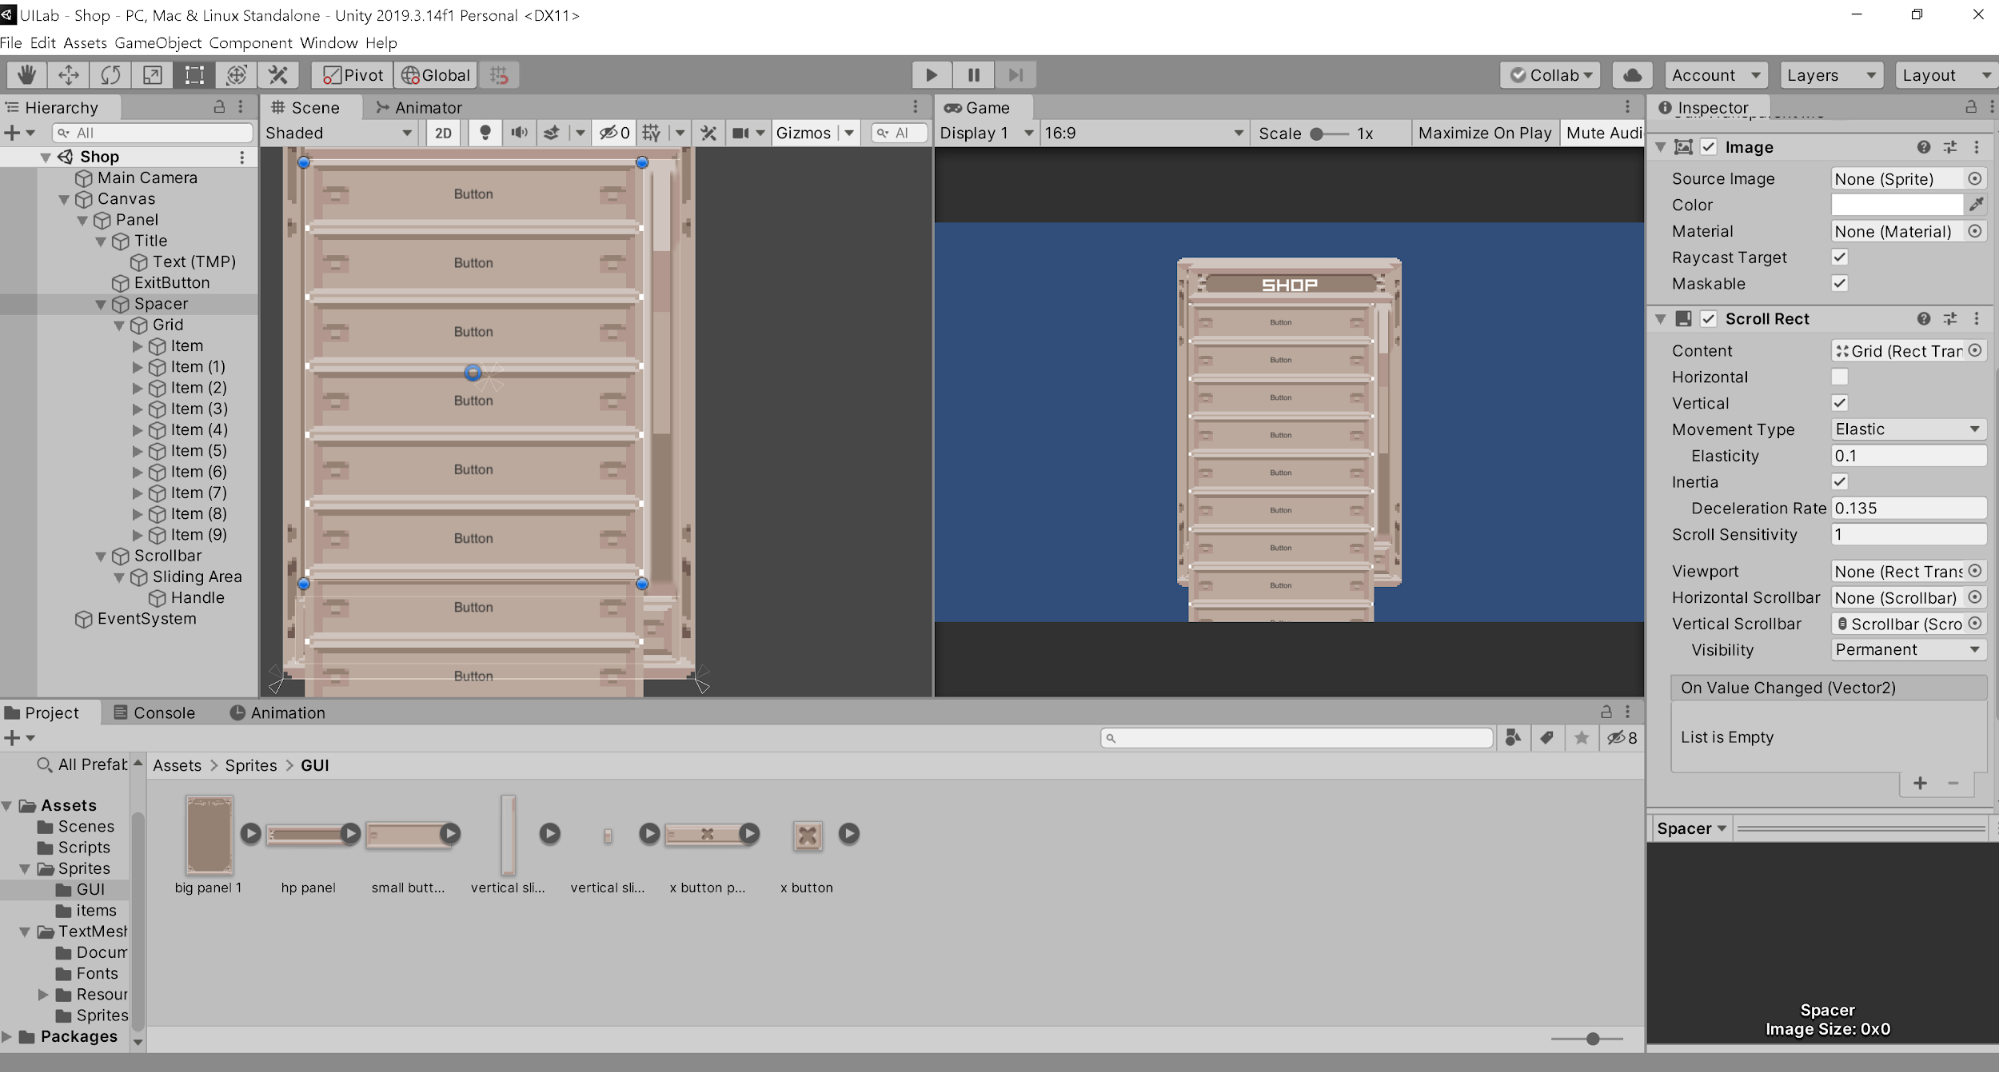 UILab - Shop - PC, Mac & Linux Standalone - Unity 2019.3.14f1 Personal <DX11>
File Edit Assets GameObject Component Window Help
Pivot Global Collab Account Layers Layout
Hierarchy
All
Shop
Main Camera
Canvas
Panel
Title
Text (TMP)
ExitButton
Spacer
Grid
Item
Item (1)
Item (2)
Item (3)
Item (4)
Item (5)
Item (6)
Item (7)
Item (8)
Item (9)
Scrollbar
Sliding Area
Handle
EventSystem
Scene Animator
Shaded 2D 0 Gizmos Al
Button
Button
Button
Button
Button
Button
Button
Button
Game
Display 1 16:9 Scale 1x Maximize On Play Mute Audi
SHOP
Button
Button
Button
Button
Button
Button
Button
Button
Inspector
Image
Source Image None (Sprite)
Color
Material None (Material)
Raycast Target
Maskable
Scroll Rect
Content Grid (Rect Tran
Horizontal
Vertical
Movement Type Elastic
Elasticity 0.1
Inertia
Deceleration Rate 0.135
Scroll Sensitivity 1
Viewport None (Rect Trans
Horizontal Scrollbar None (Scrollbar)
Vertical Scrollbar Scrollbar (Scro
Visibility Permanent
On Value Changed (Vector2)
List is Empty
Spacer
Spacer
Image Size: 0x0
Project Console Animation
8
All Prefab
Assets
Scenes
Scripts
Sprites
GUI
items
TextMesh
Docum
Fonts
Resour
Sprites
Packages
Assets > Sprites > GUI
big panel 1 hp panel small butt... vertical sli... vertical sli... x button p... x button